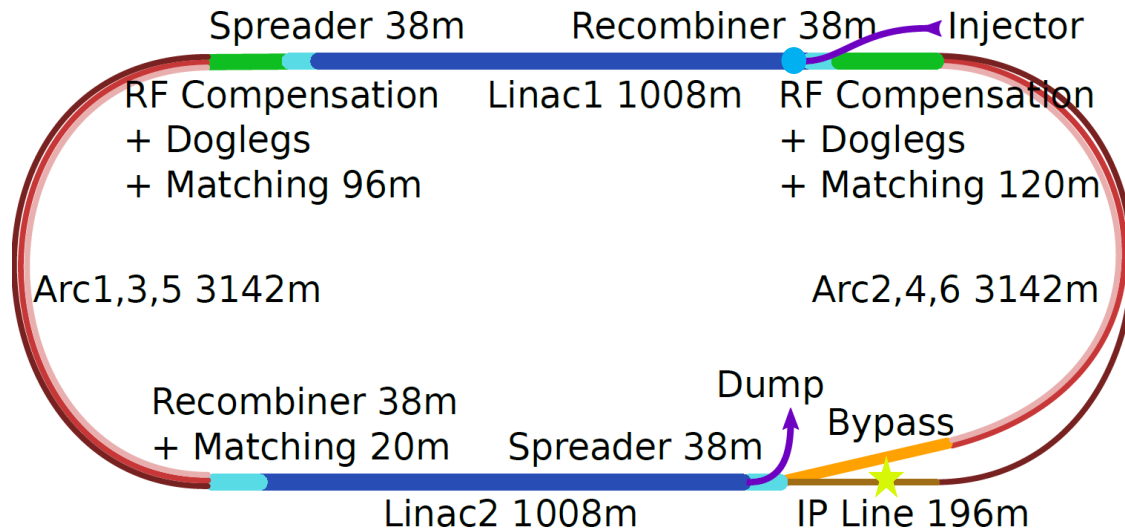 Spreader 38m
Recombiner 38m
Injector
RF Compensation
+ Doglegs
+ Matching 96m
Linac1 1008m
RF Compensation
+ Doglegs
+ Matching 120m
Arc1,3,5 3142m
Arc2,4,6 3142m
Recombiner 38m
+ Matching 20m
Spreader 38m
Dump
Bypass
Linac2 1008m
IP Line 196m